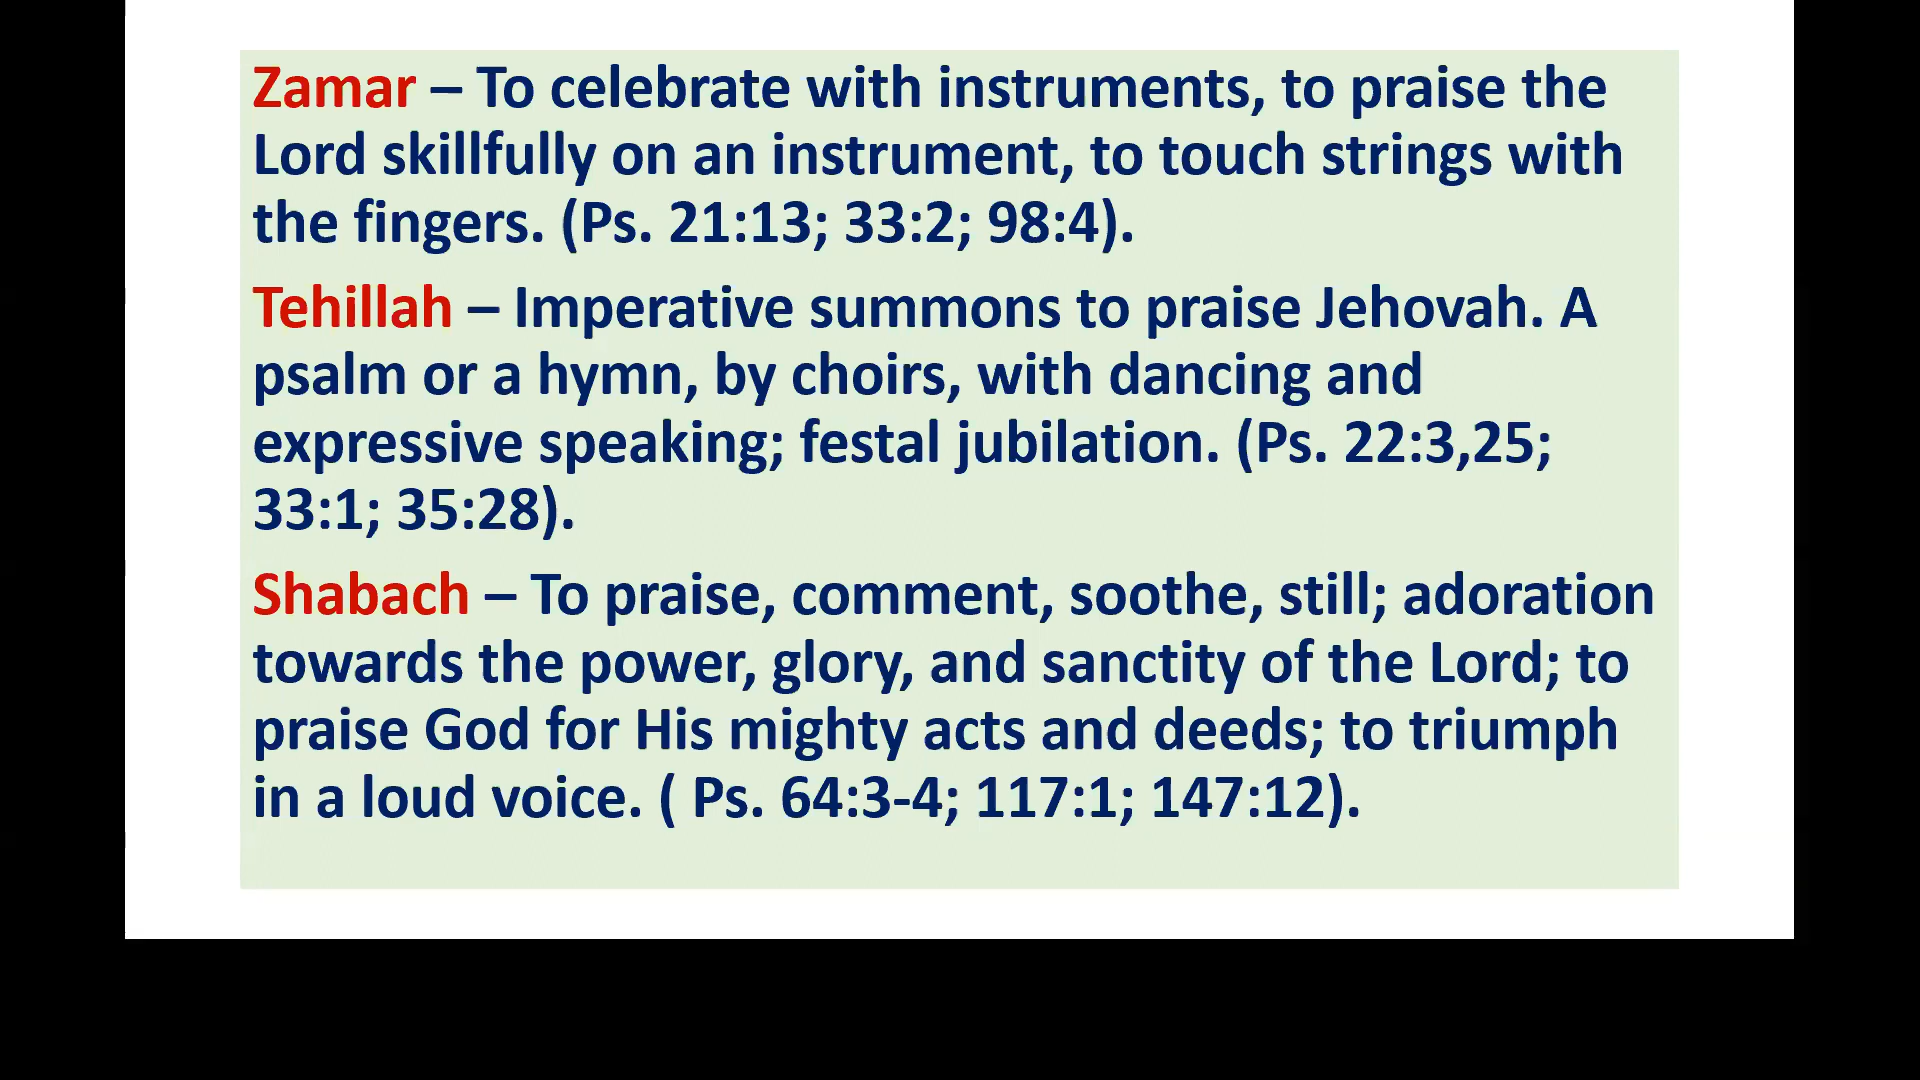 Zamar – To celebrate with instruments, to praise the
Lord skillfully on an instrument, to touch strings with
the fingers. (Ps. 21:13; 33:2; 98:4).
Tehillah – Imperative summons to praise Jehovah. A
psalm or a hymn, by choirs, with dancing and
expressive speaking; festal jubilation. (Ps. 22:3,25;
33:1; 35:28).
Shabach – To praise, comment, soothe, still; adoration
towards the power, glory, and sanctity of the Lord; to
praise God for His mighty acts and deeds; to triumph
in a loud voice. ( Ps. 64:3-4; 117:1; 147:12).